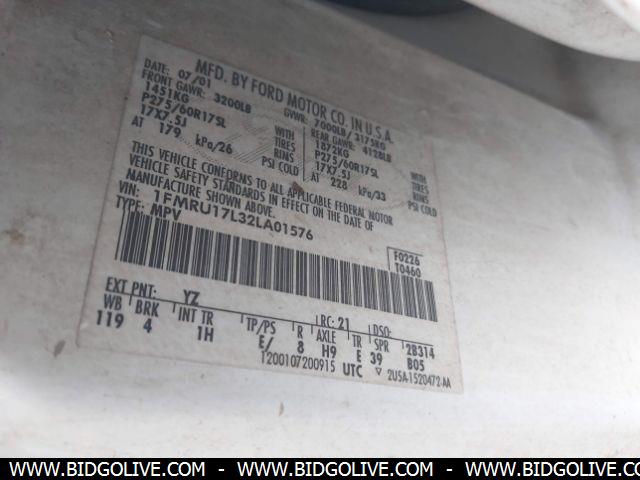 MFD. BY FORD MOTOR CO. IN U.S.A.
DATE: 07/01 GVWR: 7000LB/ 3175KG
FRONT GAWR: 3200LB REAR GAWR: 4128LB
1451KG WITH 1872KG WITH
P275/60R17SL TIRES P275/60R17SL TIRES
17X7.5J RIMS 17X7.5J RIMS
AT 179 kPa/26 PSI COLD AT 228 kPa/33 PSI COLD
THIS VEHICLE CONFORMS TO ALL APPLICABLE FEDERAL MOTOR
VEHICLE SAFETY STANDARDS IN EFFECT ON THE DATE OF
MANUFACTURE SHOWN ABOVE.
VIN: 1FMRU17L32LA01576
TYPE: MPV
F0226
T0460
EXT PNT: YZ RC: 21 DSO:
WB BRK INT TR TP/PS R AXLE TR SPR 2B314
119 4 1H E/ 8 H9 E 39 B05
1200107200915 UTC ▽ 2U5A-1520472-AA
WWW.BIDGOLIVE.COM - WWW.BIDGOLIVE.COM - WWW.BIDGOLIVE.COM